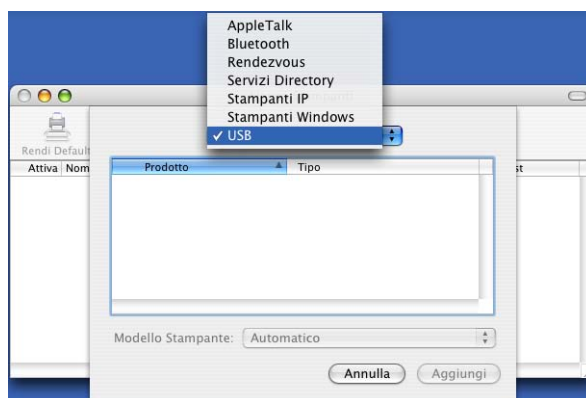 AppleTalk
Bluetooth
Rendezvous
Servizi Directory
Stampanti IP
Stampanti Windows
✓ USB
Rendi Default
Attiva Nom
Prodotto Tipo
st
Modello Stampante: Automatico
Annulla Aggiungi